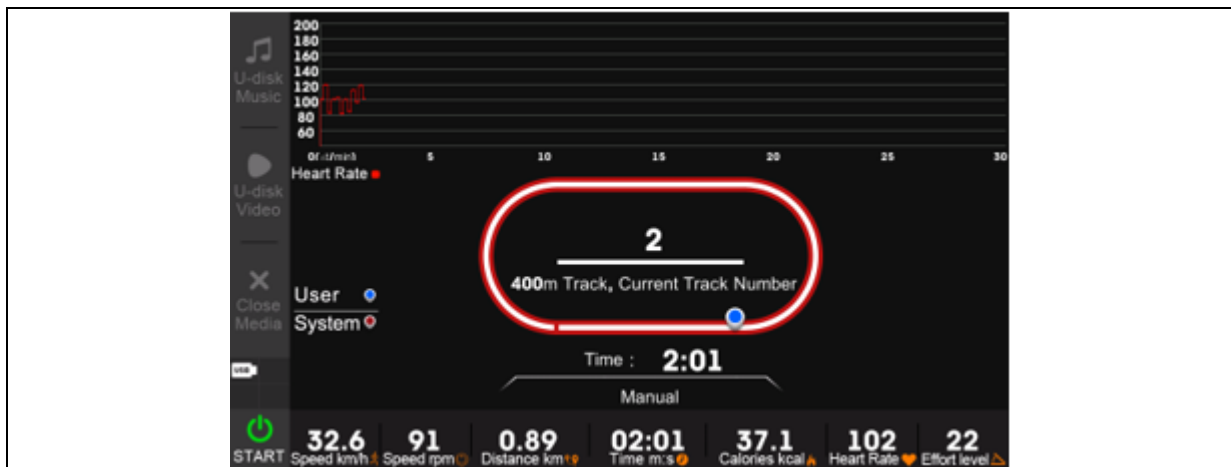 200
180
160
140
120
100
80
60
5 10 15 20 25 30
Heart Rate
U-disk
Music
U-disk
Video
Close
Media
2
400m Track, Current Track Number
User
System
Time : 2:01
Manual
USB
START
32.6 91 0.89 02:01 37.1 102 22
Speed km/h Speed rpm Distance km Time m:s Calories kcal Heart Rate Effort level